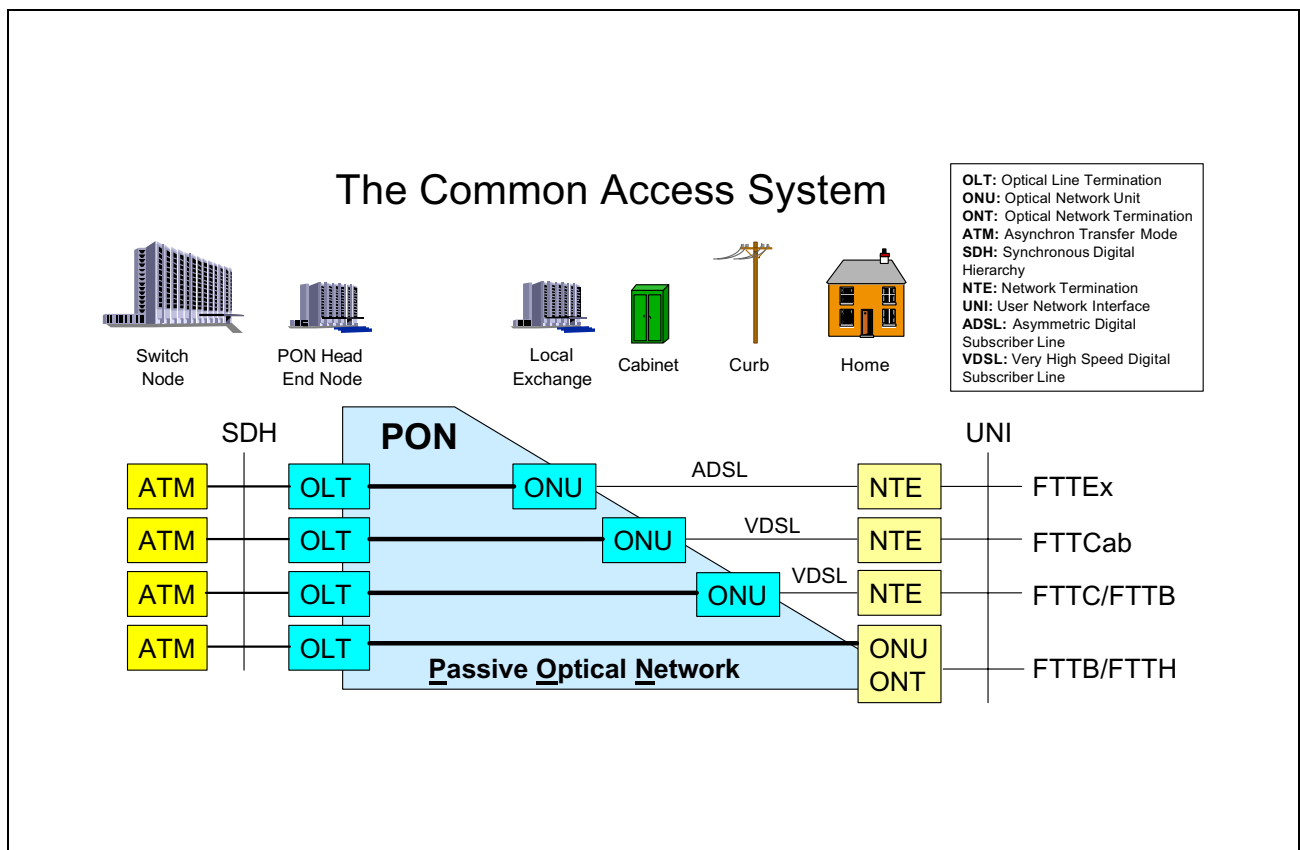 The Common Access System
OLT: Optical Line Termination
ONU: Optical Network Unit
ONT: Optical Network Termination
ATM: Asynchron Transfer Mode
SDH: Synchronous Digital
Hierarchy
NTE: Network Termination
UNI: User Network Interface
ADSL: Asymmetric Digital
Subscriber Line
VDSL: Very High Speed Digital
Subscriber Line
Switch
Node
PON Head
End Node
Local
Exchange
Cabinet
Curb
Home
SDH
PON
UNI
ATM
OLT
ONU
ADSL
NTE
FTTEx
ATM
OLT
ONU
VDSL
NTE
FTTCab
ATM
OLT
ONU
VDSL
NTE
FTTC/FTTB
ATM
OLT
ONU
ONT
FTTB/FTTH
Passive Optical Network